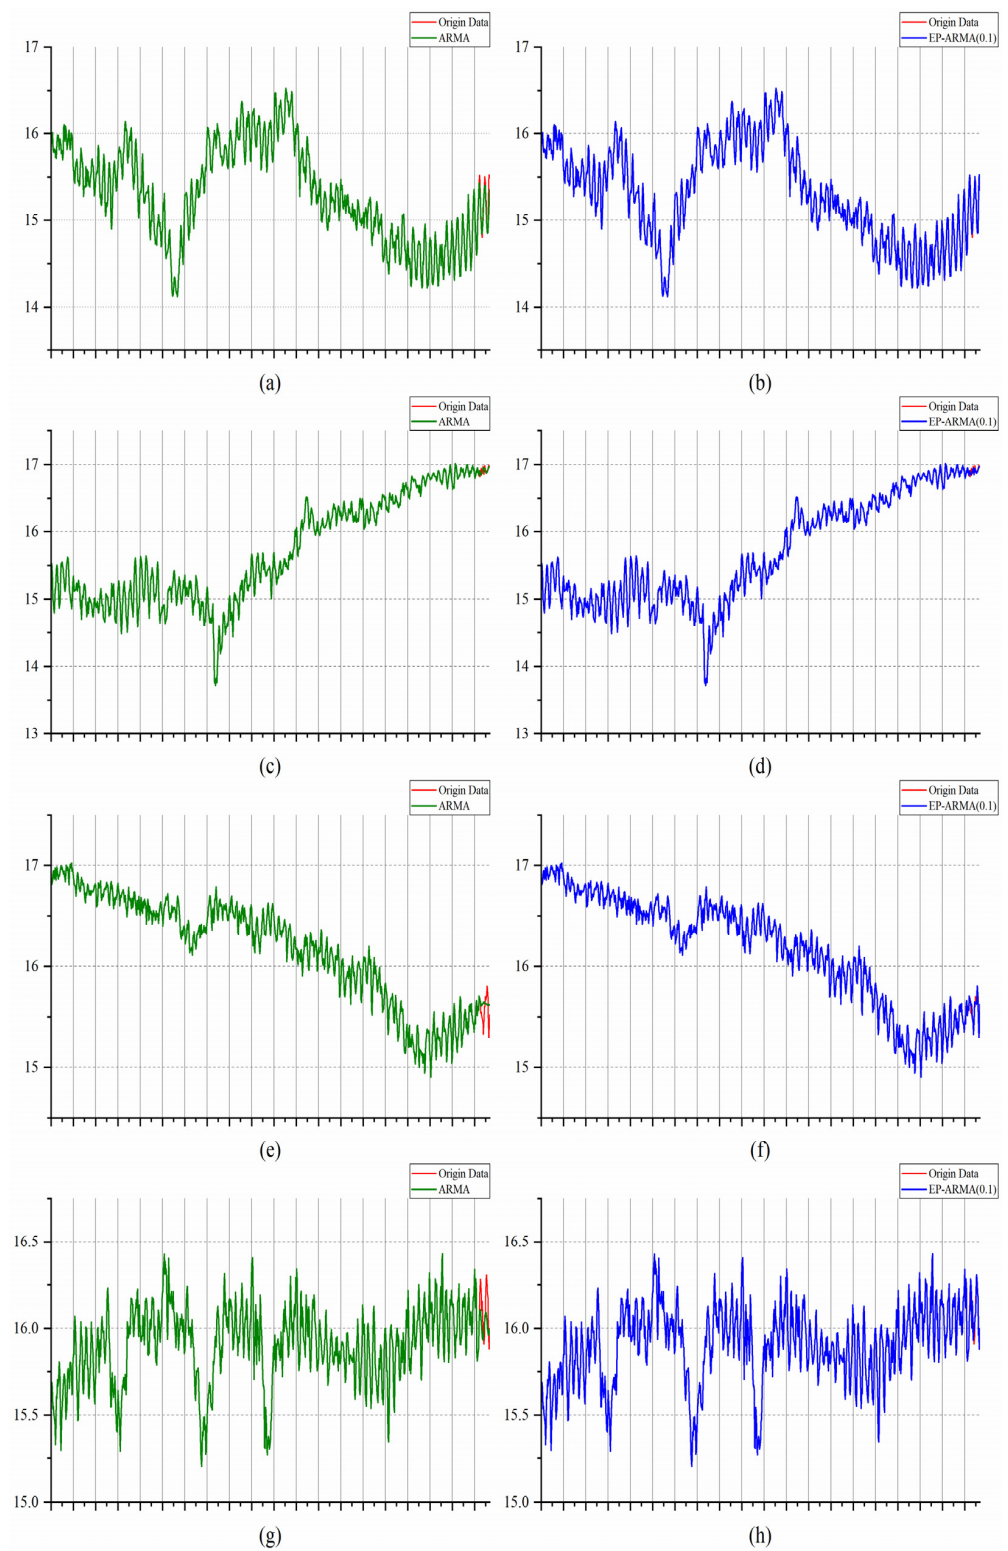 Origin Data
ARMA
17
16
15
14
(a)
Origin Data
EP-ARMA(0.1)
17
16
15
14
(b)
Origin Data
ARMA
17
16
15
14
13
(c)
Origin Data
EP-ARMA(0.1)
17
16
15
14
13
(d)
Origin Data
ARMA
17
16
15
(e)
Origin Data
EP-ARMA(0.1)
17
16
15
(f)
Origin Data
ARMA
16.5
16.0
15.5
15.0
(g)
Origin Data
EP-ARMA(0.1)
16.5
16.0
15.5
15.0
(h)